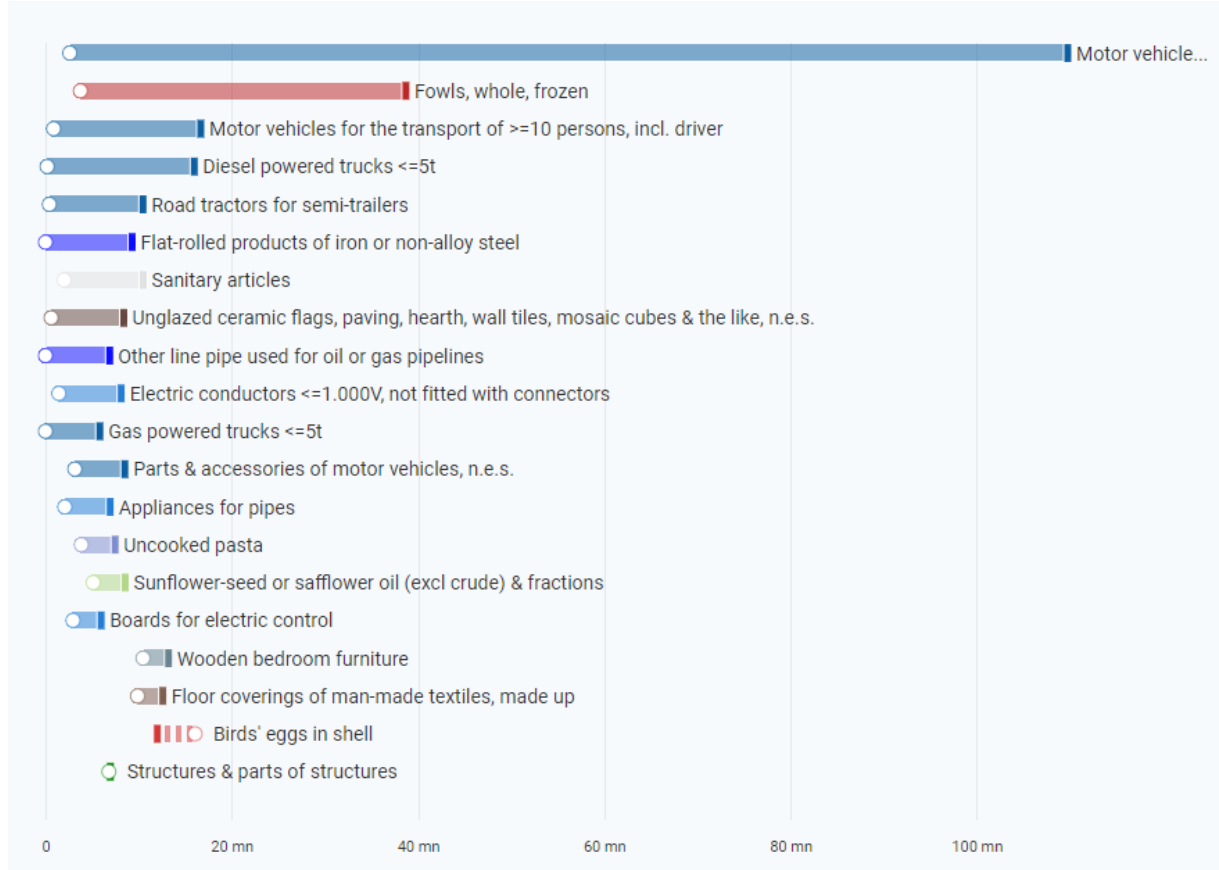 Motor vehicle...
Fowls, whole, frozen
Motor vehicles for the transport of >=10 persons, incl. driver
Diesel powered trucks <=5t
Road tractors for semi-trailers
Flat-rolled products of iron or non-alloy steel
Sanitary articles
Unglazed ceramic flags, paving, hearth, wall tiles, mosaic cubes & the like, n.e.s.
Other line pipe used for oil or gas pipelines
Electric conductors <=1.000V, not fitted with connectors
Gas powered trucks <=5t
Parts & accessories of motor vehicles, n.e.s.
Appliances for pipes
Uncooked pasta
Sunflower-seed or safflower oil (excl crude) & fractions
Boards for electric control
Wooden bedroom furniture
Floor coverings of man-made textiles, made up
Birds' eggs in shell
Structures & parts of structures
0 20 mn 40 mn 60 mn 80 mn 100 mn